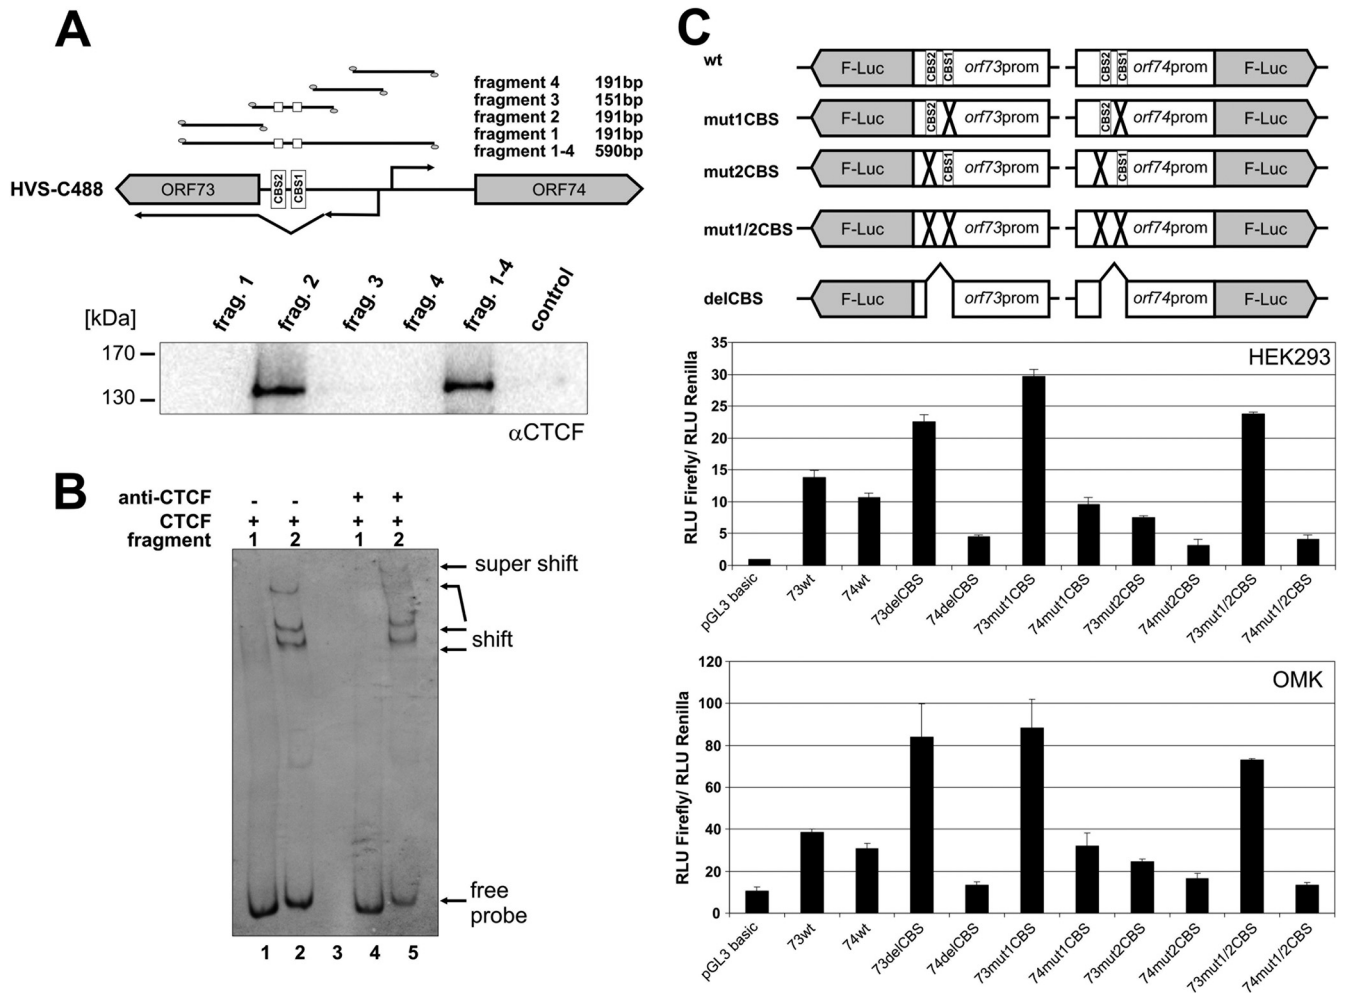 A
fragment 4 191bp
fragment 3 151bp
fragment 2 191bp
fragment 1 191bp
fragment 1-4 590bp
HVS-C488
ORF73
CBS2
CBS1
ORF74
frag. 1
frag. 2
frag. 3
frag. 4
frag. 1-4
control
[kDa]
170
130
αCTCF
B
anti-CTCF - - + +
CTCF + + + +
fragment 1 2 1 2
super shift
shift
free
probe
1 2 3 4 5
C
wt
F-Luc CBS2 CBS1 orf73prom CBS2 CBS1 orf74prom F-Luc
mut1CBS
F-Luc CBS2 orf73prom CBS2 orf74prom F-Luc
mut2CBS
F-Luc CBS1 orf73prom CBS1 orf74prom F-Luc
mut1/2CBS
F-Luc orf73prom orf74prom F-Luc
delCBS
F-Luc orf73prom orf74prom F-Luc
HEK293
RLU Firefly/ RLU Renilla
35
30
25
20
15
10
5
0
pGL3 basic
73wt
74wt
73delCBS
74delCBS
73mut1CBS
74mut1CBS
73mut2CBS
74mut2CBS
73mut1/2CBS
74mut1/2CBS
OMK
RLU Firefly/ RLU Renilla
120
100
80
60
40
20
0
pGL3 basic
73wt
74wt
73delCBS
74delCBS
73mut1CBS
74mut1CBS
73mut2CBS
74mut2CBS
73mut1/2CBS
74mut1/2CBS